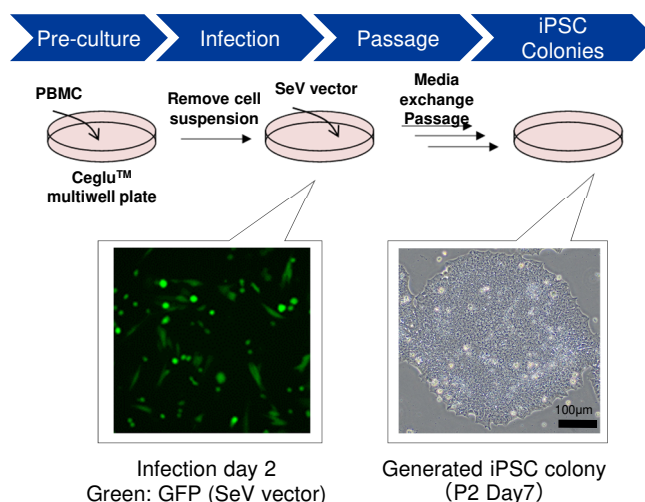 Pre-culture
Infection
Passage
iPSC
Colonies
PBMC
Remove cell
suspension
SeV vector
Media
exchange
Passage
Ceglu™
multiwell plate
100μm
Infection day 2
Green: GFP (SeV vector)
Generated iPSC colony
(P2 Day7)